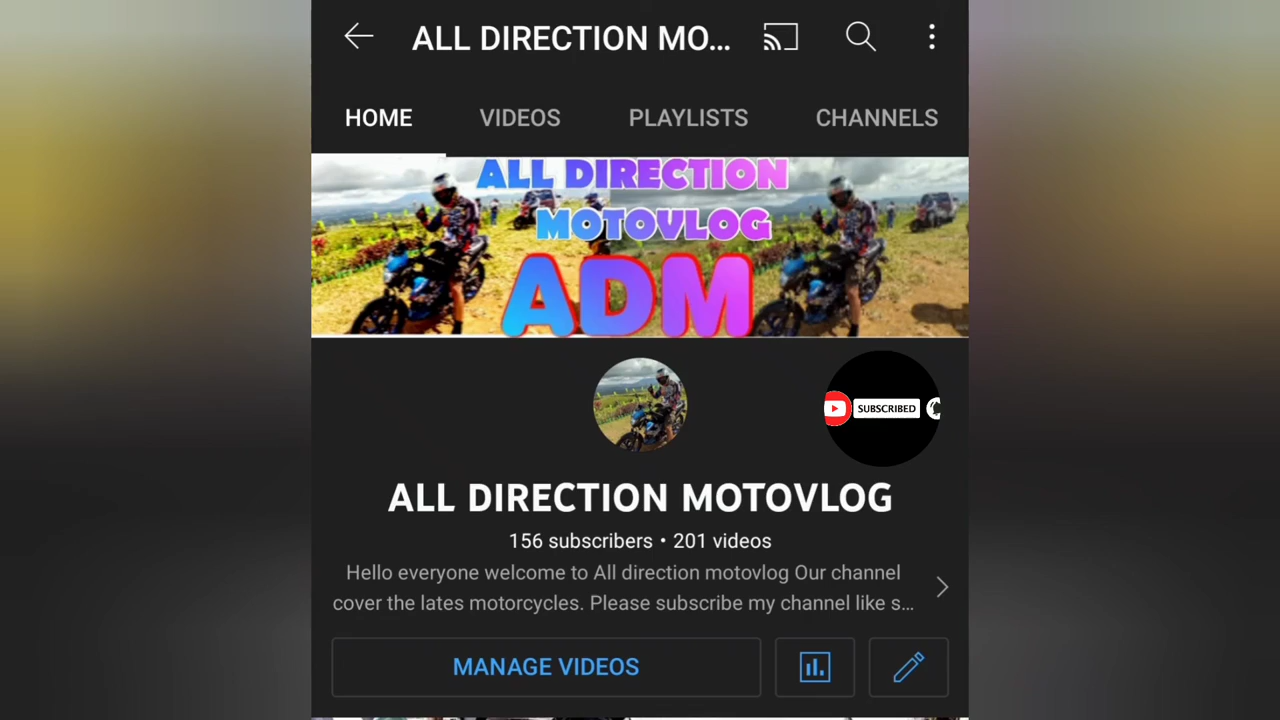 ALL DIRECTION MO...
HOME VIDEOS PLAYLISTS CHANNELS
ALL DIRECTION
MOTOVLOG
ADM
SUBSCRIBED
ALL DIRECTION MOTOVLOG
156 subscribers • 201 videos
Hello everyone welcome to All direction motovlog Our channel
cover the lates motorcycles. Please subscribe my channel like s...
MANAGE VIDEOS